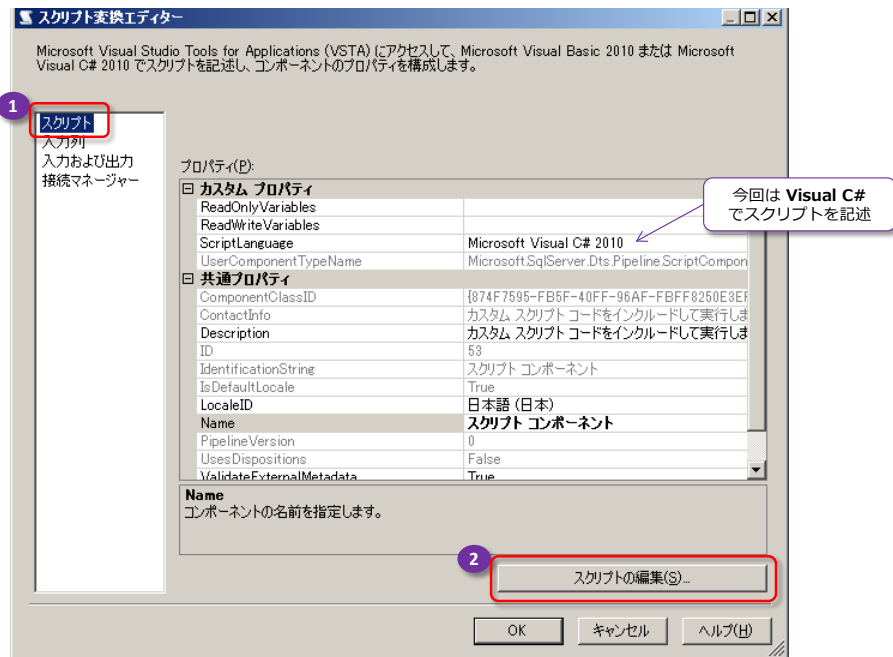 スクリプト変換エディター
Microsoft Visual Studio Tools for Applications (VSTA) にアクセスして、Microsoft Visual Basic 2010 または Microsoft
Visual C# 2010 でスクリプトを記述し、コンポーネントのプロパティを構成します。
1
スクリプト
入力列
入力および出力
接続マネージャー
プロパティ(P):
カスタム プロパティ
ReadOnlyVariables
ReadWriteVariables
ScriptLanguage Microsoft Visual C# 2010
UserComponentTypeName Microsoft.SqlServer.Dts.Pipeline.ScriptCompon
共通プロパティ
ComponentClassID {874F7595-FB5F-40FF-96AF-FBFF8250E3EF
ContactInfo カスタム スクリプト コードをインクルードして実行しま
Description カスタム スクリプト コードをインクルードして実行しま
ID 53
IdentificationString スクリプト コンポーネント
IsDefaultLocale True
LocaleID 日本語 (日本)
Name スクリプト コンポーネント
PipelineVersion 0
UsesDispositions False
ValidateExternalMetadata True
今回は Visual C#
でスクリプトを記述
Name
コンポーネントの名前を指定します。
2
スクリプトの編集(S)...
OK キャンセル ヘルプ(H)